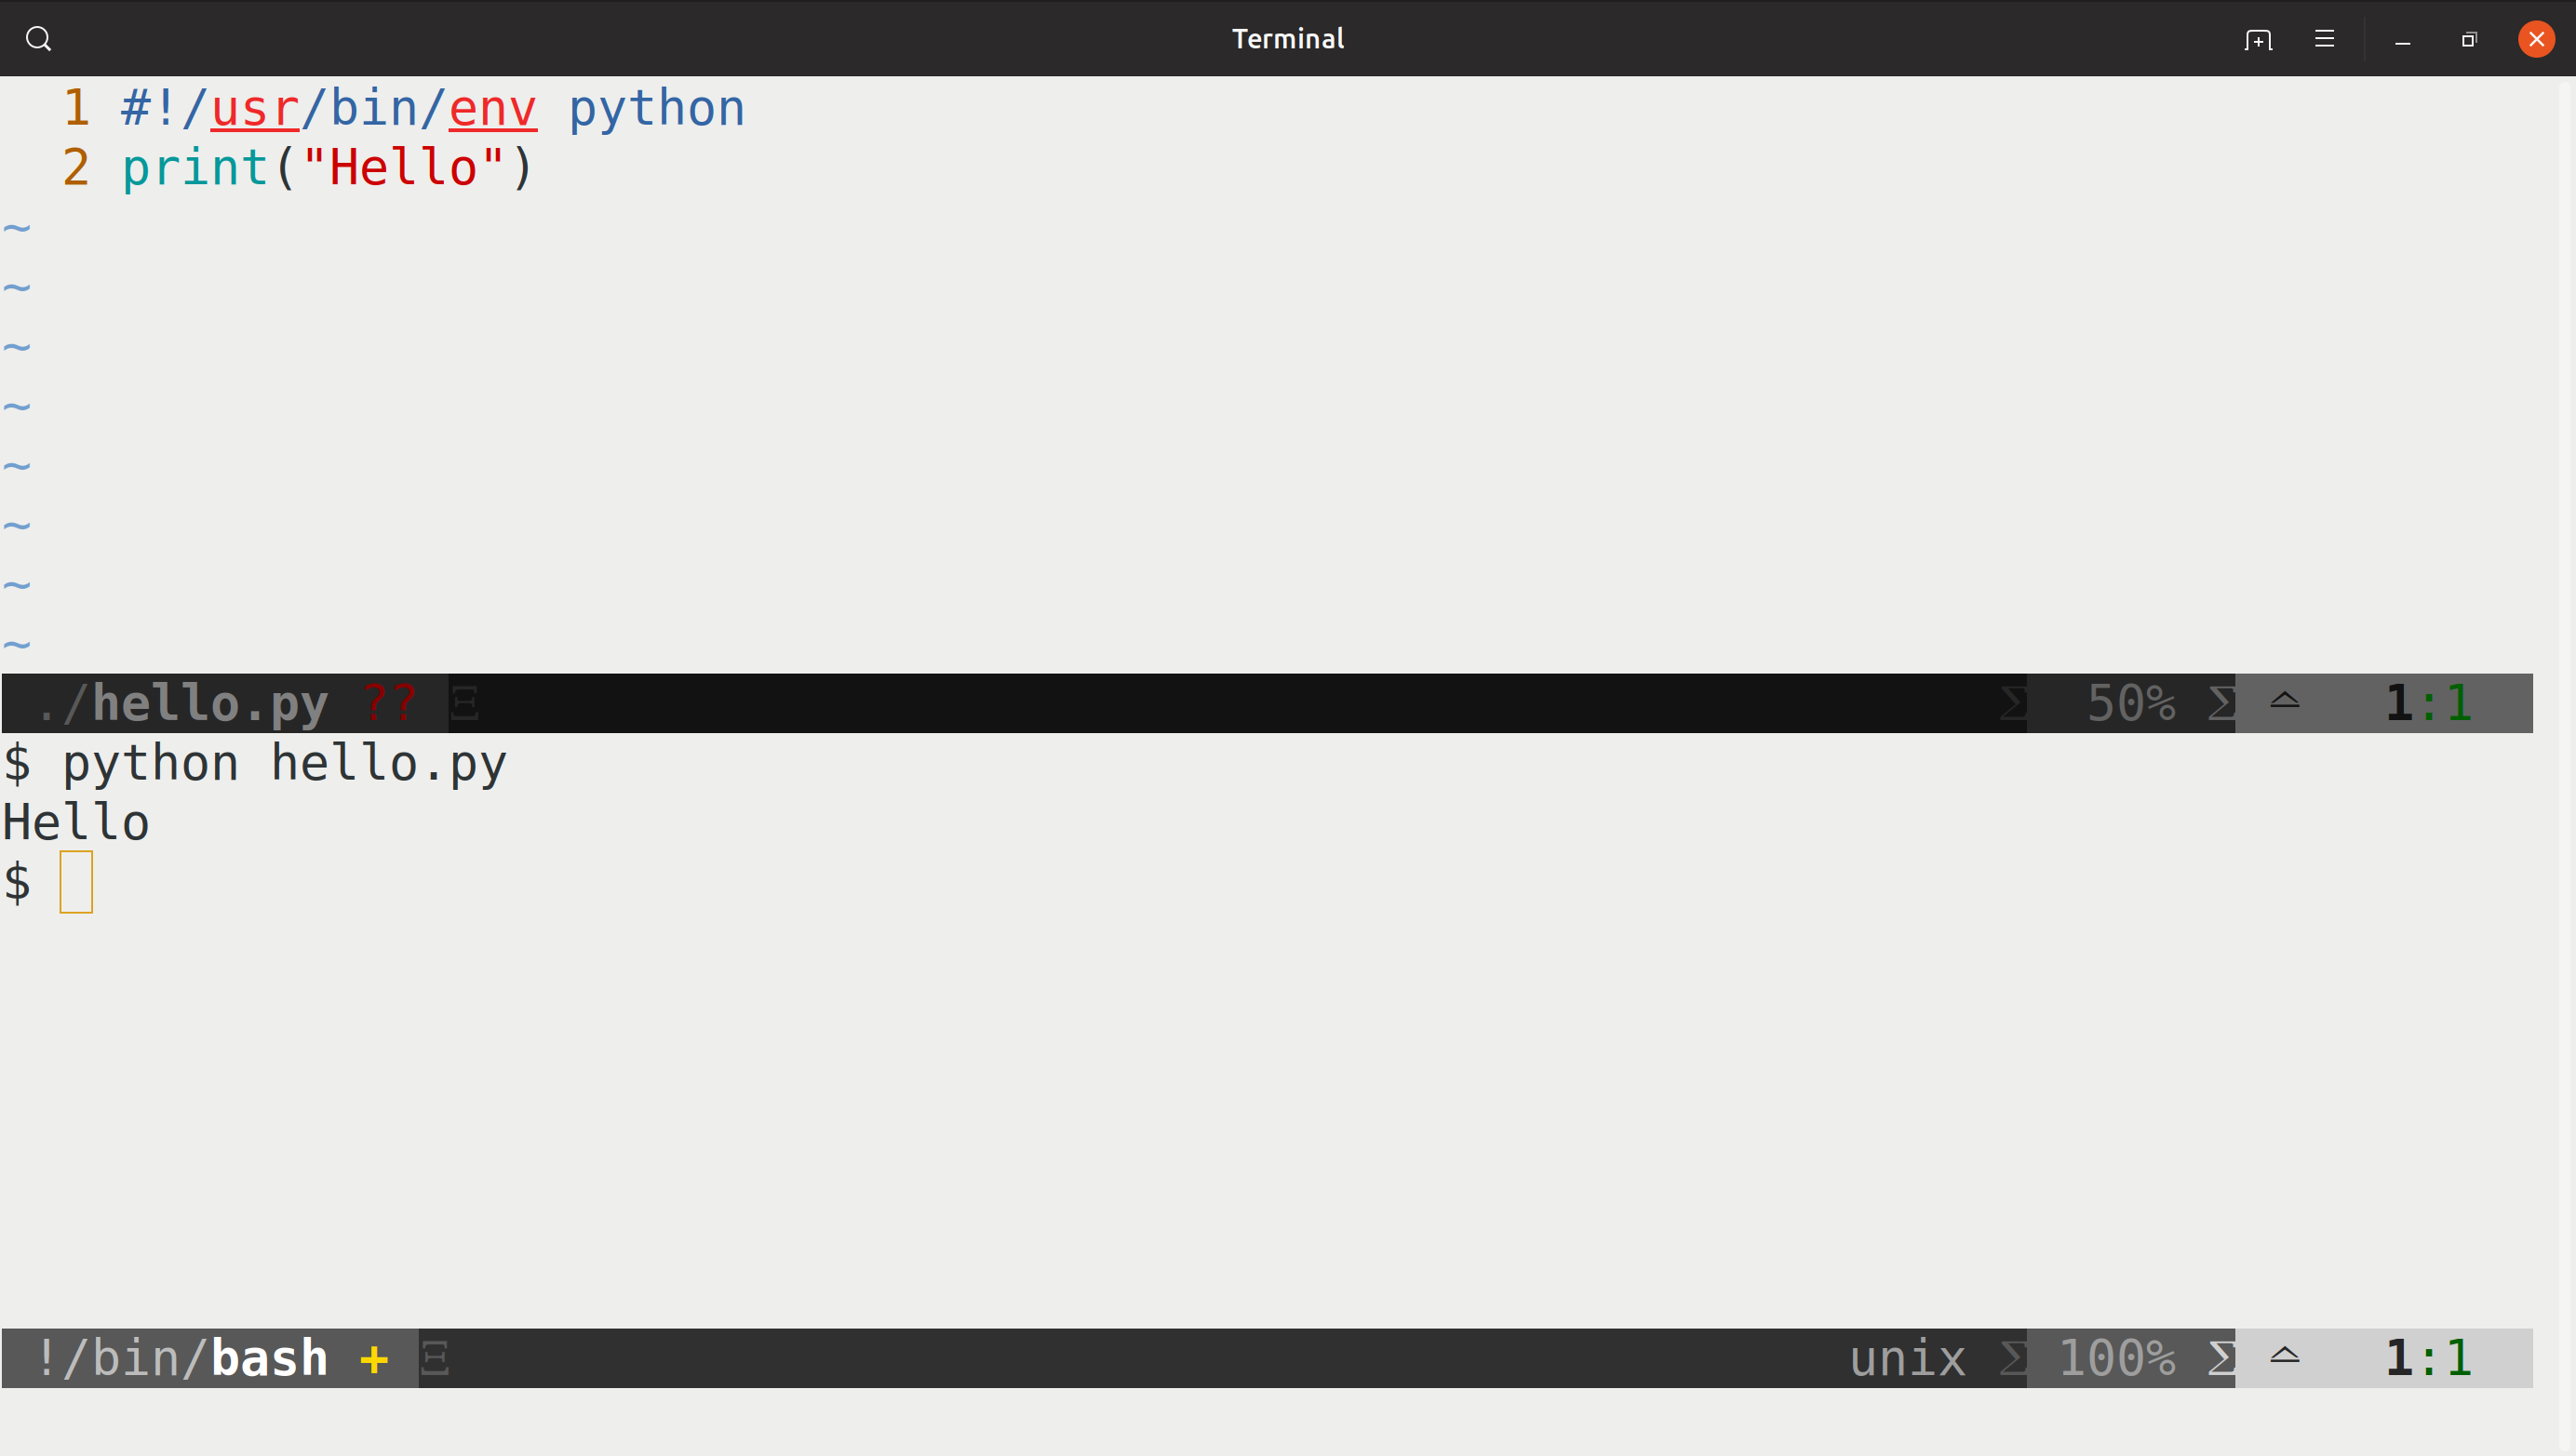 Terminal
1 #!/usr/bin/env python
2 print("Hello")
~
~
~
~
~
~
~
~
./hello.py ?? Ξ Σ 50% Σ ≏ 1:1
$ python hello.py
Hello
$
!/bin/bash + Ξ unix Σ 100% Σ ≏ 1:1